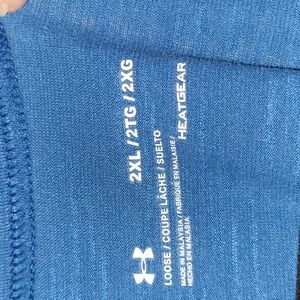 2XL / 2TG / 2XG
LOOSE / COUPE LÂCHE / SUELTO
MADE IN MALAYSIA / FABRIQUÉ EN MALAISIE /
HECHO EN MALASIA
HEATGEAR